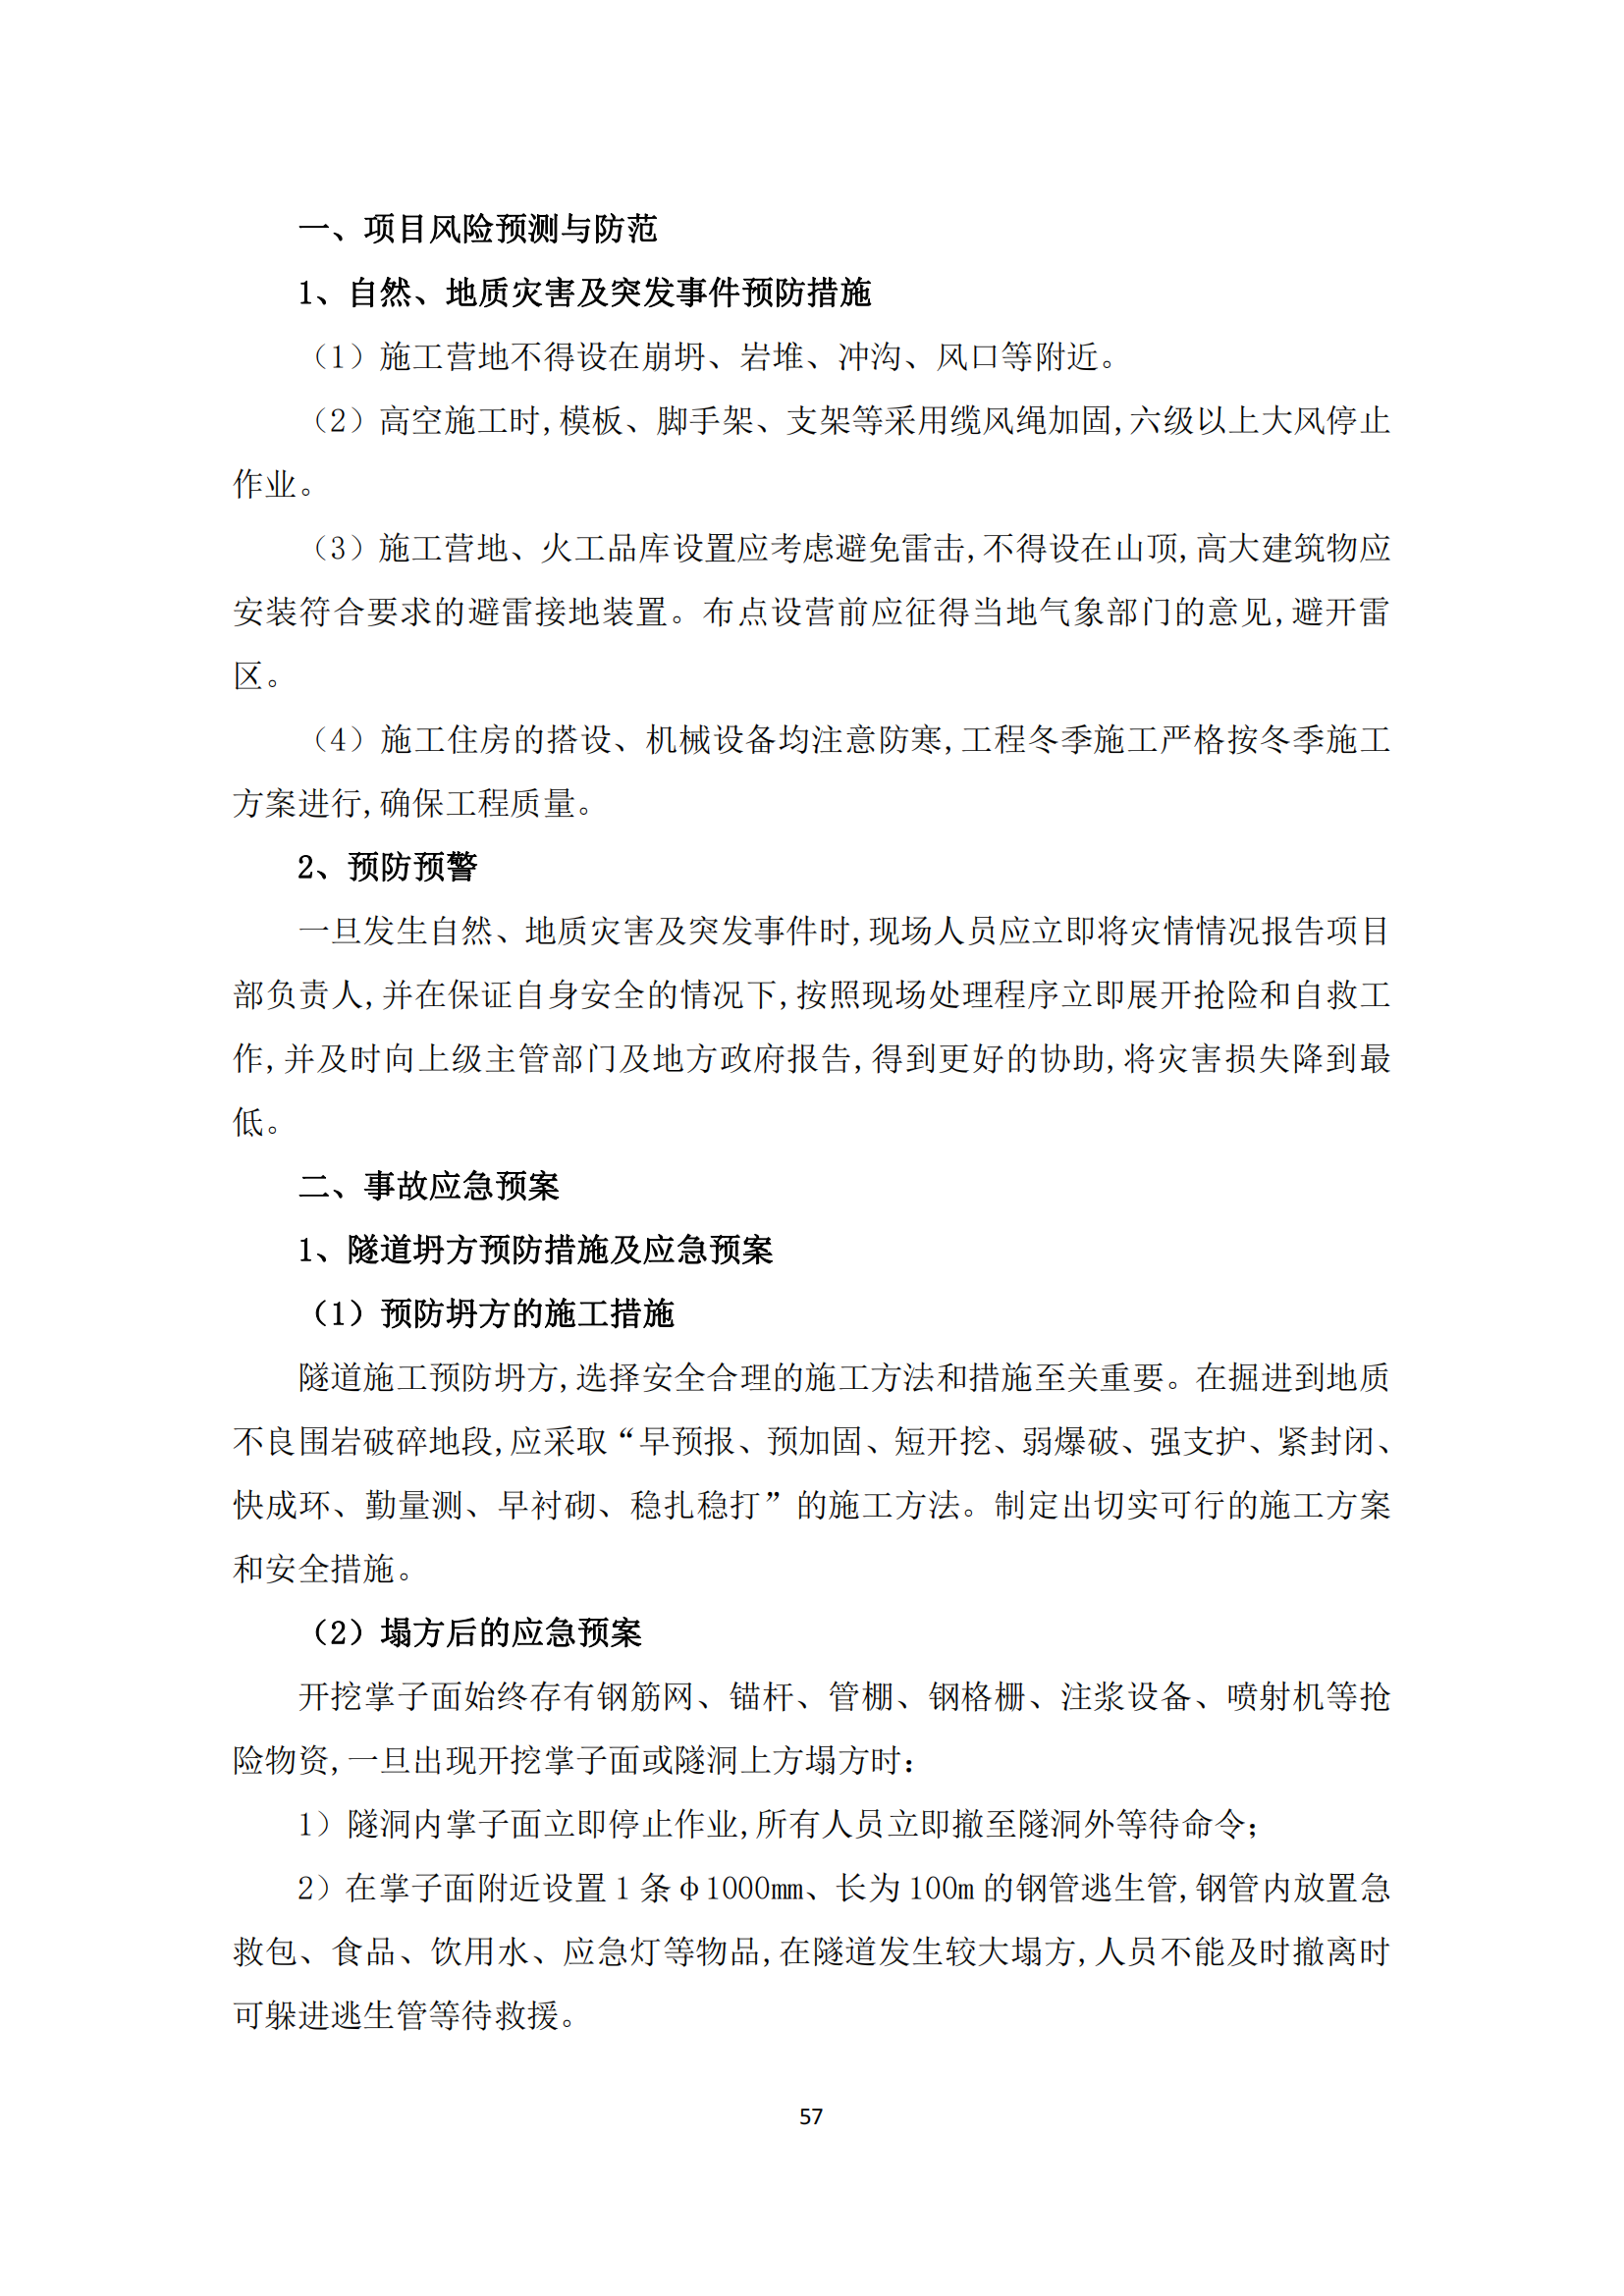 一、项目风险预测与防范
1、自然、地质灾害及突发事件预防措施
（1）施工营地不得设在崩坍、岩堆、冲沟、风口等附近。
（2）高空施工时,模板、脚手架、支架等采用缆风绳加固,六级以上大风停止
作业。
（3）施工营地、火工品库设置应考虑避免雷击,不得设在山顶,高大建筑物应
安装符合要求的避雷接地装置。布点设营前应征得当地气象部门的意见,避开雷
区。
（4）施工住房的搭设、机械设备均注意防寒,工程冬季施工严格按冬季施工
方案进行,确保工程质量。
2、预防预警
一旦发生自然、地质灾害及突发事件时,现场人员应立即将灾情情况报告项目
部负责人,并在保证自身安全的情况下,按照现场处理程序立即展开抢险和自救工
作,并及时向上级主管部门及地方政府报告,得到更好的协助,将灾害损失降到最
低。
二、事故应急预案
1、隧道坍方预防措施及应急预案
（1）预防坍方的施工措施
隧道施工预防坍方,选择安全合理的施工方法和措施至关重要。在掘进到地质
不良围岩破碎地段,应采取“早预报、预加固、短开挖、弱爆破、强支护、紧封闭、
快成环、勤量测、早衬砌、稳扎稳打”的施工方法。制定出切实可行的施工方案
和安全措施。
（2）塌方后的应急预案
开挖掌子面始终存有钢筋网、锚杆、管棚、钢格栅、注浆设备、喷射机等抢
险物资,一旦出现开挖掌子面或隧洞上方塌方时:
1）隧洞内掌子面立即停止作业,所有人员立即撤至隧洞外等待命令;
2）在掌子面附近设置 1 条φ1000mm、长为 100m 的钢管逃生管,钢管内放置急
救包、食品、饮用水、应急灯等物品,在隧道发生较大塌方,人员不能及时撤离时
可躲进逃生管等待救援。
57